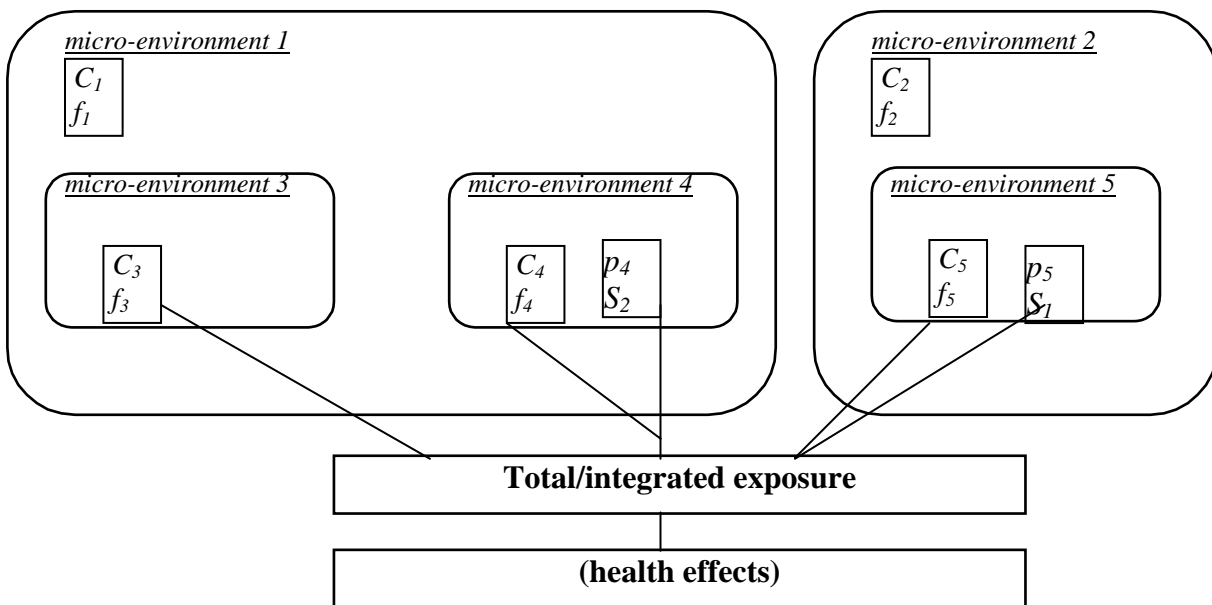 micro-environment 1
C1
f1
micro-environment 3
C3
f3
micro-environment 4
C4
f4
p4
S2
micro-environment 2
C2
f2
micro-environment 5
C5
f5
p5
S1
Total/integrated exposure
(health effects)